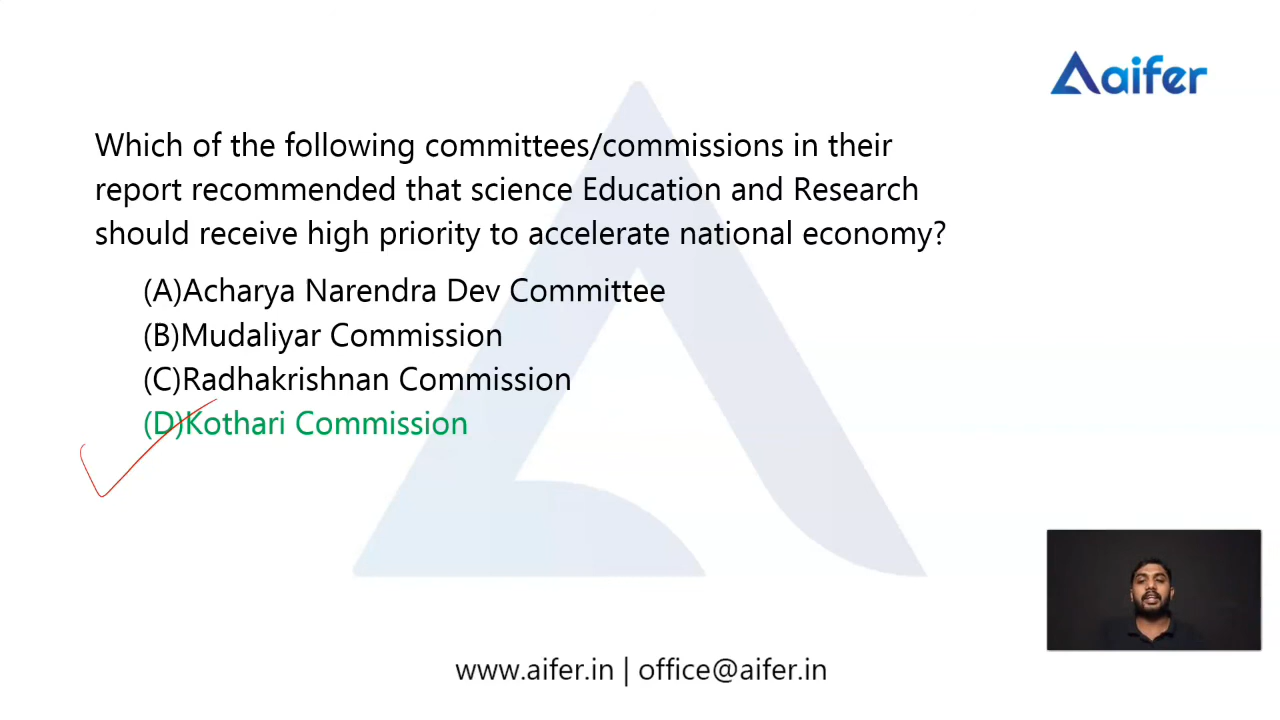 aifer
Which of the following committees/commissions in their
report recommended that science Education and Research
should receive high priority to accelerate national economy?
(A)Acharya Narendra Dev Committee
(B)Mudaliyar Commission
(C)Radhakrishnan Commission
(D)Kothari Commission
www.aifer.in | office@aifer.in